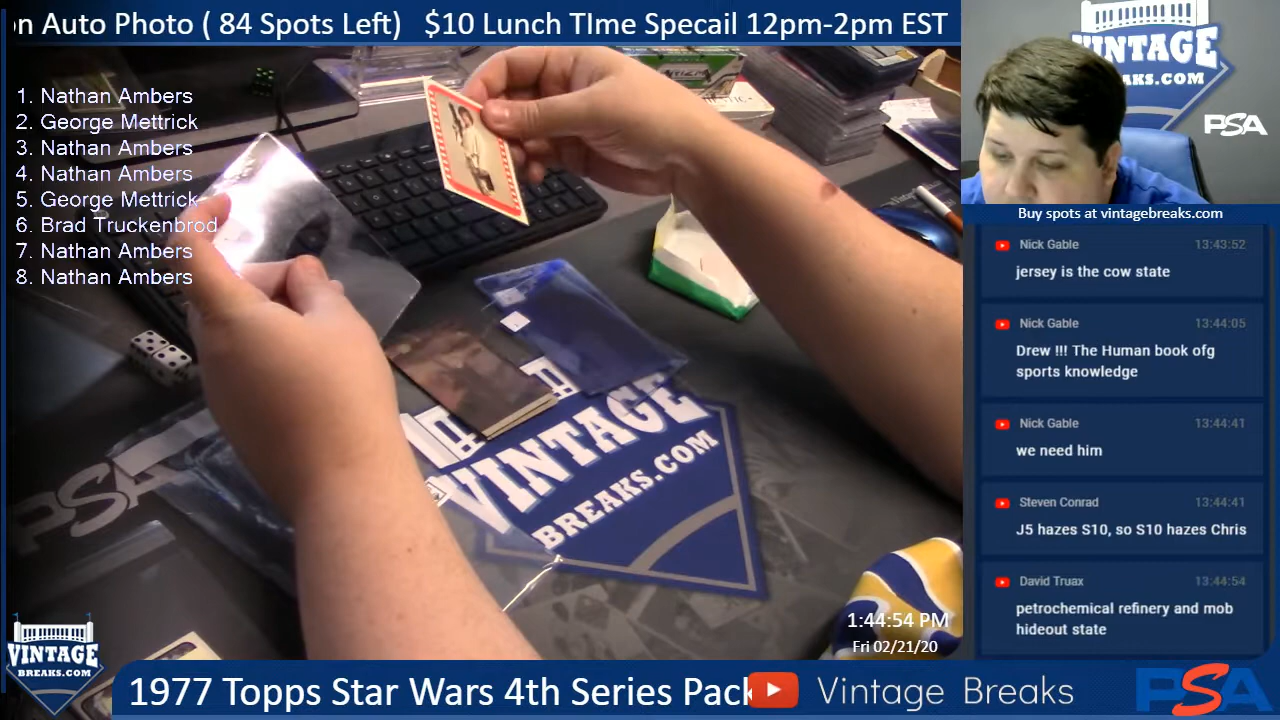 n Auto Photo ( 84 Spots Left) $10 Lunch TIme Specail 12pm-2pm EST
1. Nathan Ambers
2. George Mettrick
3. Nathan Ambers
4. Nathan Ambers
5. George Mettrick
6. Brad Truckenbrod
7. Nathan Ambers
8. Nathan Ambers
VINTAGE
BREAKS.COM
PSA
Buy spots at vintagebreaks.com
Nick Gable 13:43:52
jersey is the cow state
Nick Gable 13:44:05
Drew !!! The Human book ofg
sports knowledge
Nick Gable 13:44:41
we need him
Steven Conrad 13:44:41
J5 hazes S10, so S10 hazes Chris
David Truax 13:44:54
petrochemical refinery and mob
hideout state
PSA
VINTAGE
BREAKS.COM
1:44:54 PM
Fri 02/21/20
VINTAGE
BREAKS.COM
1977 Topps Star Wars 4th Series Pack
Vintage Breaks
PSA